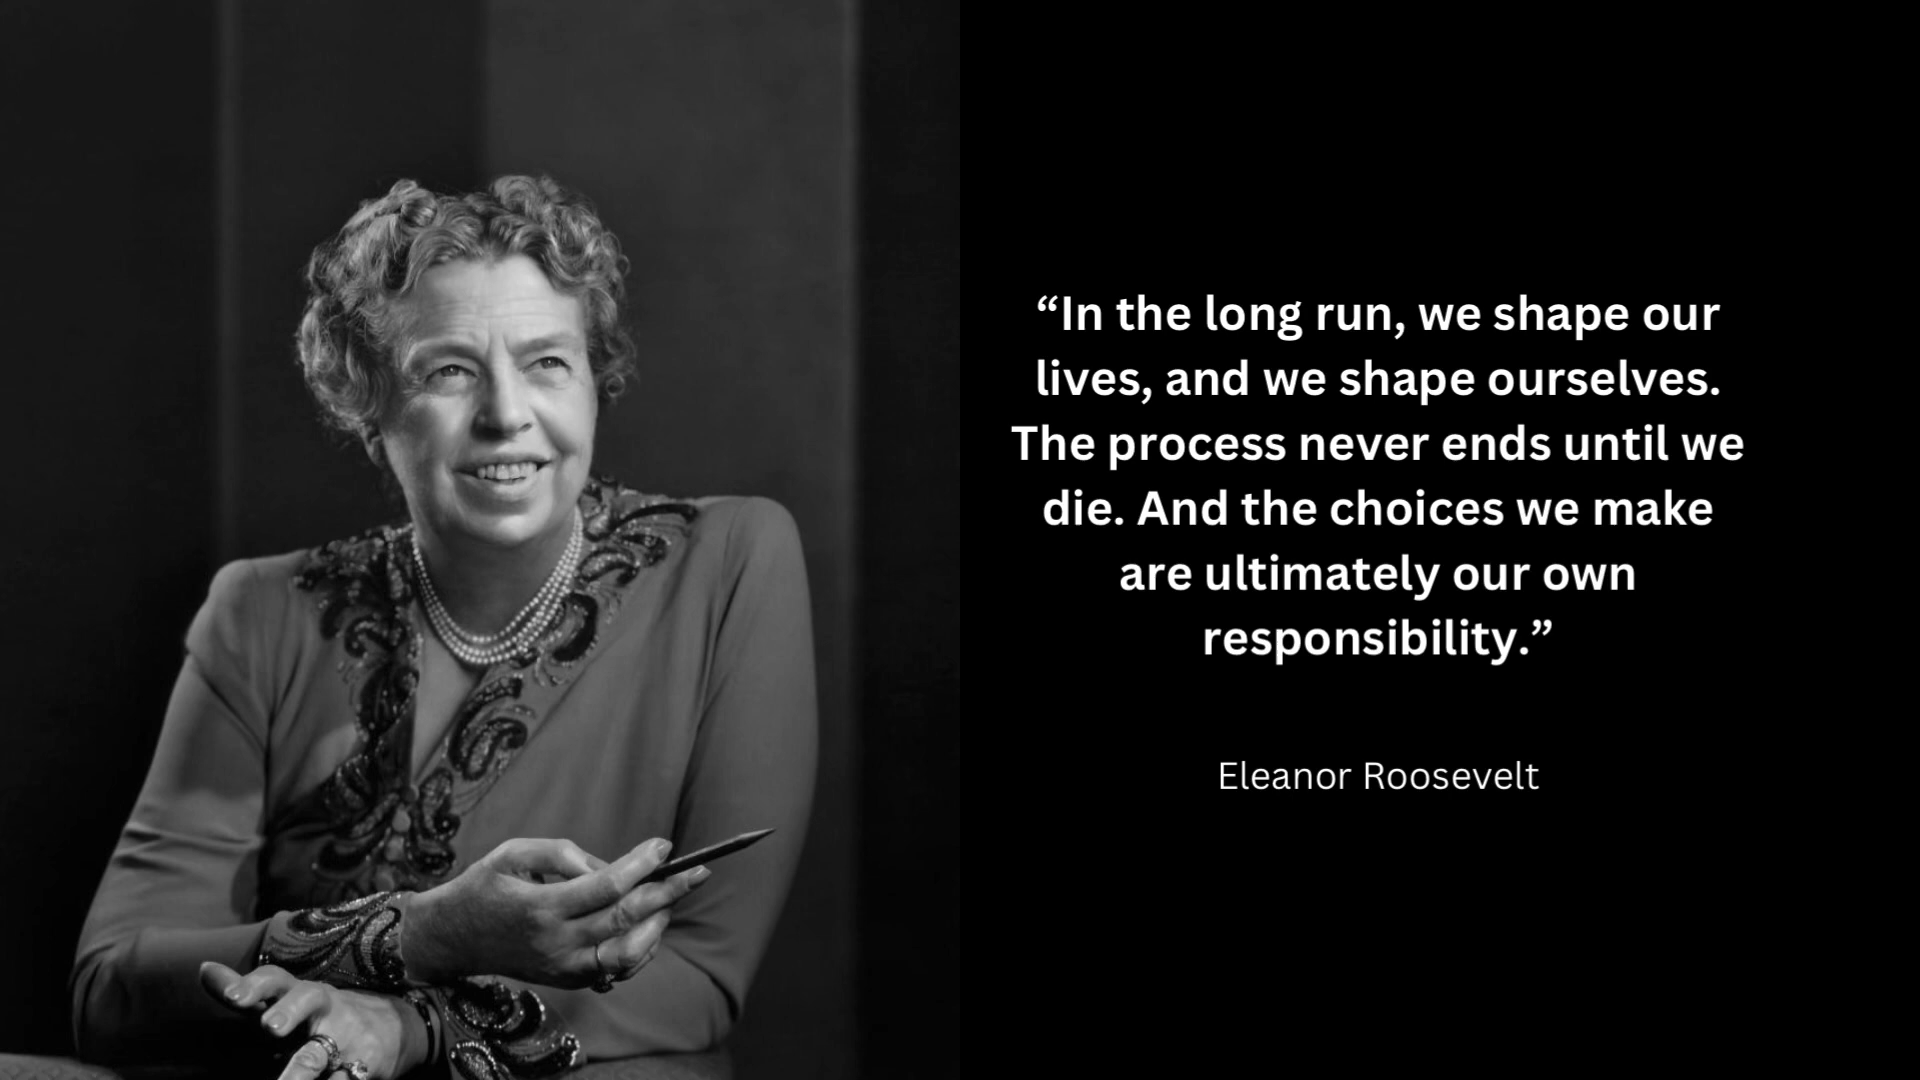 “In the long run, we shape our
lives, and we shape ourselves.
The process never ends until we
die. And the choices we make
are ultimately our own
responsibility.”
Eleanor Roosevelt